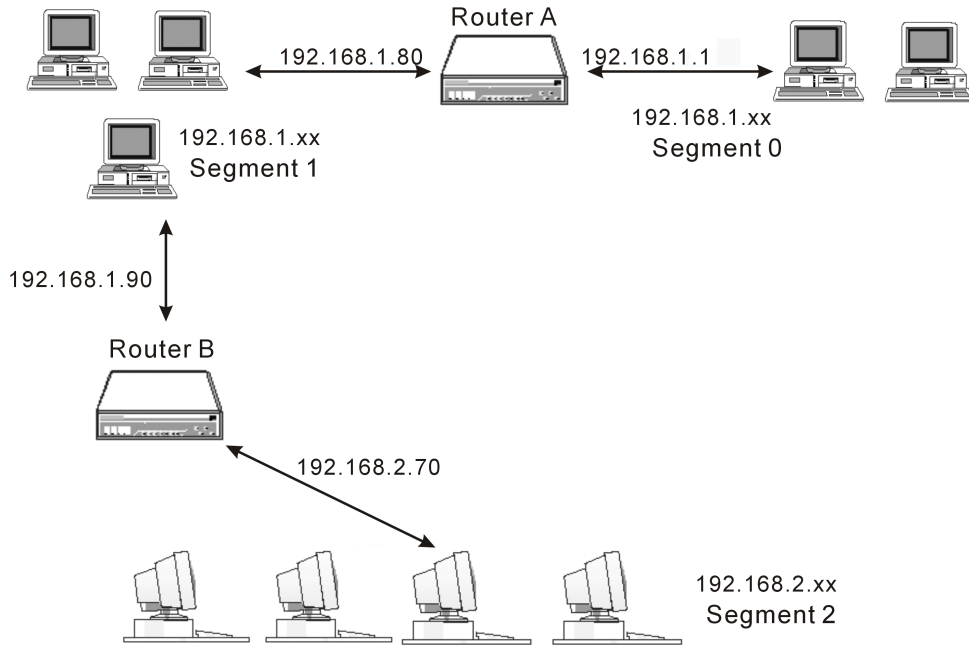 Router A
192.168.1.80
192.168.1.1
192.168.1.xx
Segment 0
192.168.1.xx
Segment 1
192.168.1.90
Router B
192.168.2.70
192.168.2.xx
Segment 2